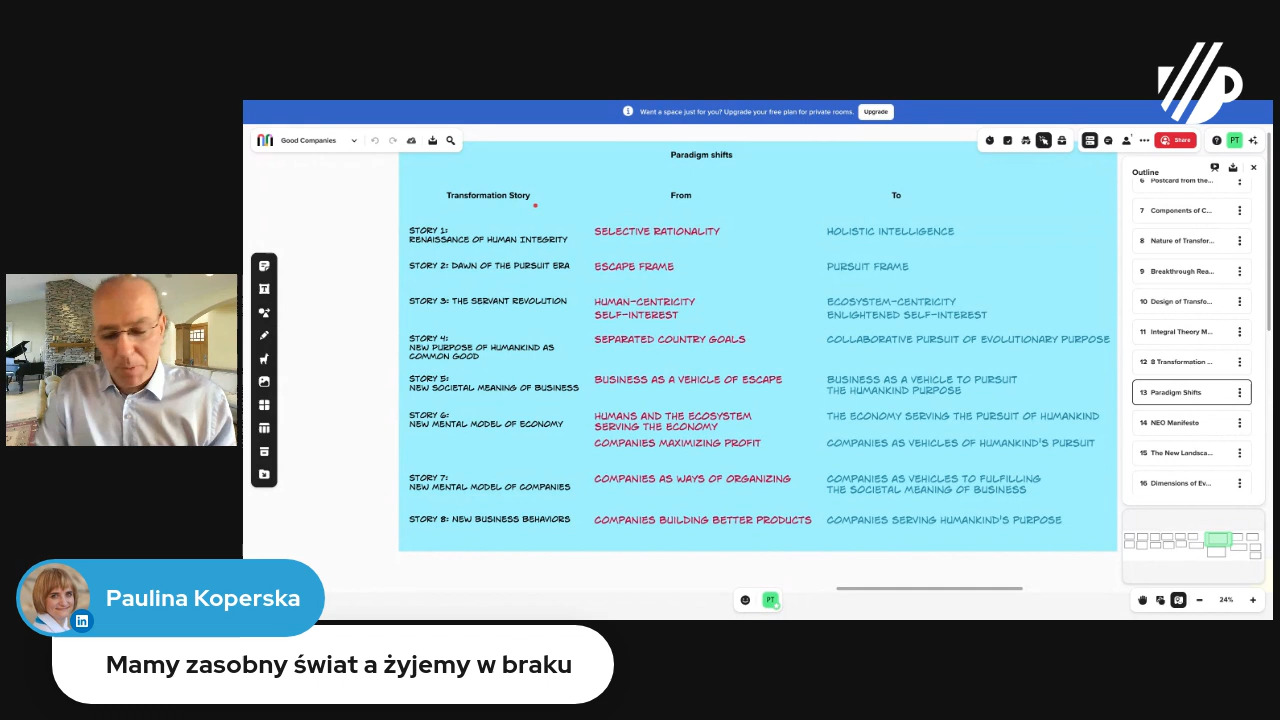 Want a space just for you? Upgrade your free plan for private rooms.
Upgrade
Good Companies
Share
PT
Paradigm shifts
Transformation Story
From
To
STORY 1:
RENAISSANCE OF HUMAN INTEGRITY
SELECTIVE RATIONALITY
HOLISTIC INTELLIGENCE
STORY 2: DAWN OF THE PURSUIT ERA
ESCAPE FRAME
PURSUIT FRAME
STORY 3: THE SERVANT REVOLUTION
HUMAN-CENTRICITY
SELF-INTEREST
ECOSYSTEM-CENTRICITY
ENLIGHTENED SELF-INTEREST
STORY 4:
NEW PURPOSE OF HUMANKIND AS
COMMON GOOD
SEPARATED COUNTRY GOALS
COLLABORATIVE PURSUIT OF EVOLUTIONARY PURPOSE
STORY 5:
NEW SOCIETAL MEANING OF BUSINESS
BUSINESS AS A VEHICLE OF ESCAPE
BUSINESS AS A VEHICLE TO PURSUIT
THE HUMANKIND PURPOSE
STORY 6:
NEW MENTAL MODEL OF ECONOMY
HUMANS AND THE ECOSYSTEM
SERVING THE ECONOMY
THE ECONOMY SERVING THE PURSUIT OF HUMANKIND
COMPANIES MAXIMIZING PROFIT
COMPANIES AS VEHICLES OF HUMANKIND'S PURSUIT
STORY 7:
NEW MENTAL MODEL OF COMPANIES
COMPANIES AS WAYS OF ORGANIZING
COMPANIES AS VEHICLES TO FULFILLING
THE SOCIETAL MEANING OF BUSINESS
STORY 8: NEW BUSINESS BEHAVIORS
COMPANIES BUILDING BETTER PRODUCTS
COMPANIES SERVING HUMANKIND'S PURPOSE
Outline
6 Postcard from the...
7 Components of C...
8 Nature of Transfor...
9 Breakthrough Rea...
10 Design of Transfo...
11 Integral Theory M...
12 8 Transformation ...
13 Paradigm Shifts
14 NEO Manifesto
15 The New Landsca...
16 Dimensions of Ev...
PT
24%
Paulina Koperska
in
Mamy zasobny świat a żyjemy w braku